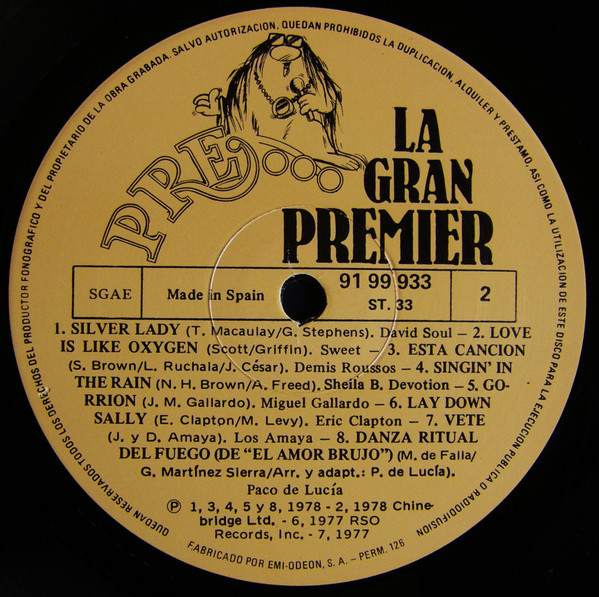 QUEDAN RESERVADOS TODOS LOS DERECHOS DEL PRODUCTOR FONOGRAFICO Y DEL PROPIETARIO DE LA OBRA GRABADA. SALVO AUTORIZACION, QUEDAN PROHIBIDOS LA DUPLICACION, ALQUILER Y PRESTAMO, ASI COMO LA UTILIZACION DE ESTE DISCO PARA LA EJECUCION PUBLICA O RADIODIFUSION
PRE...
LA
GRAN
PREMIER
SGAE
Made in Spain
91 99 933
ST. 33
2
1. SILVER LADY (T. Macaulay/G. Stephens). David Soul – 2. LOVE
IS LIKE OXYGEN (Scott/Griffin). Sweet – 3. ESTA CANCION
(S. Brown/L. Ruchala/J. César). Demis Roussos – 4. SINGIN' IN
THE RAIN (N. H. Brown/A. Freed). Sheila B. Devotion – 5. GO-
RRION (J. M. Gallardo). Miguel Gallardo – 6. LAY DOWN
SALLY (E. Clapton/M. Levy). Eric Clapton – 7. VETE
(J. y D. Amaya). Los Amaya – 8. DANZA RITUAL
DEL FUEGO (DE “EL AMOR BRUJO”) (M. de Falla/
G. Martínez Sierra/Arr. y adapt.: P. de Lucía).
Paco de Lucía
Ⓟ 1, 3, 4, 5 y 8, 1978 - 2, 1978 Chine-
bridge Ltd. - 6, 1977 RSO
Records, Inc. - 7, 1977
FABRICADO POR EMI-ODEON, S. A. – PERM. 126